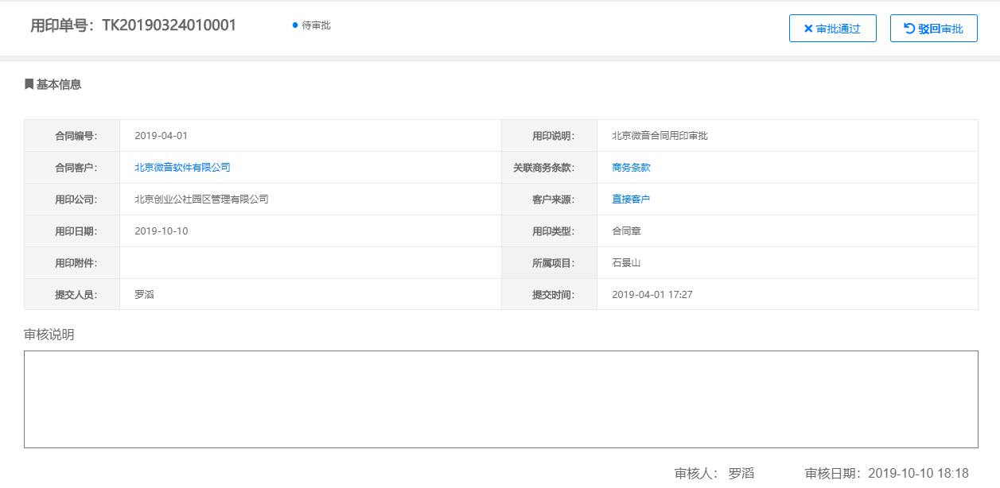 用印单号：TK20190324010001 待审批 审批通过 驳回审批
基本信息
合同编号： 2019-04-01 用印说明： 北京微音合同用印审批
合同客户： 北京微音软件有限公司 关联商务条款： 商务条款
用印公司： 北京创业公社园区管理有限公司 客户来源： 直接客户
用印日期： 2019-10-10 用印类型： 合同章
用印附件： 所属项目： 石景山
提交人员： 罗滔 提交时间： 2019-04-01 17:27
审核说明
审核人： 罗滔 审核日期：2019-10-10 18:18